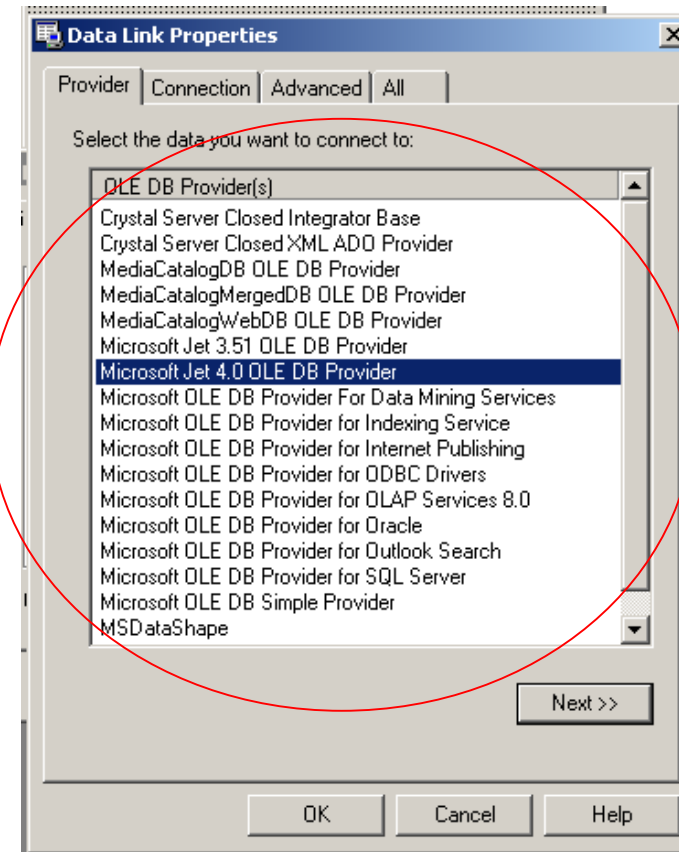 Data Link Properties
Provider Connection Advanced All
Select the data you want to connect to:
OLE DB Provider(s)
Crystal Server Closed Integrator Base
Crystal Server Closed XML ADO Provider
MediaCatalogDB OLE DB Provider
MediaCatalogMergedDB OLE DB Provider
MediaCatalogWebDB OLE DB Provider
Microsoft Jet 3.51 OLE DB Provider
Microsoft Jet 4.0 OLE DB Provider
Microsoft OLE DB Provider For Data Mining Services
Microsoft OLE DB Provider for Indexing Service
Microsoft OLE DB Provider for Internet Publishing
Microsoft OLE DB Provider for ODBC Drivers
Microsoft OLE DB Provider for OLAP Services 8.0
Microsoft OLE DB Provider for Oracle
Microsoft OLE DB Provider for Outlook Search
Microsoft OLE DB Provider for SQL Server
Microsoft OLE DB Simple Provider
MSDataShape
Next >>
OK Cancel Help